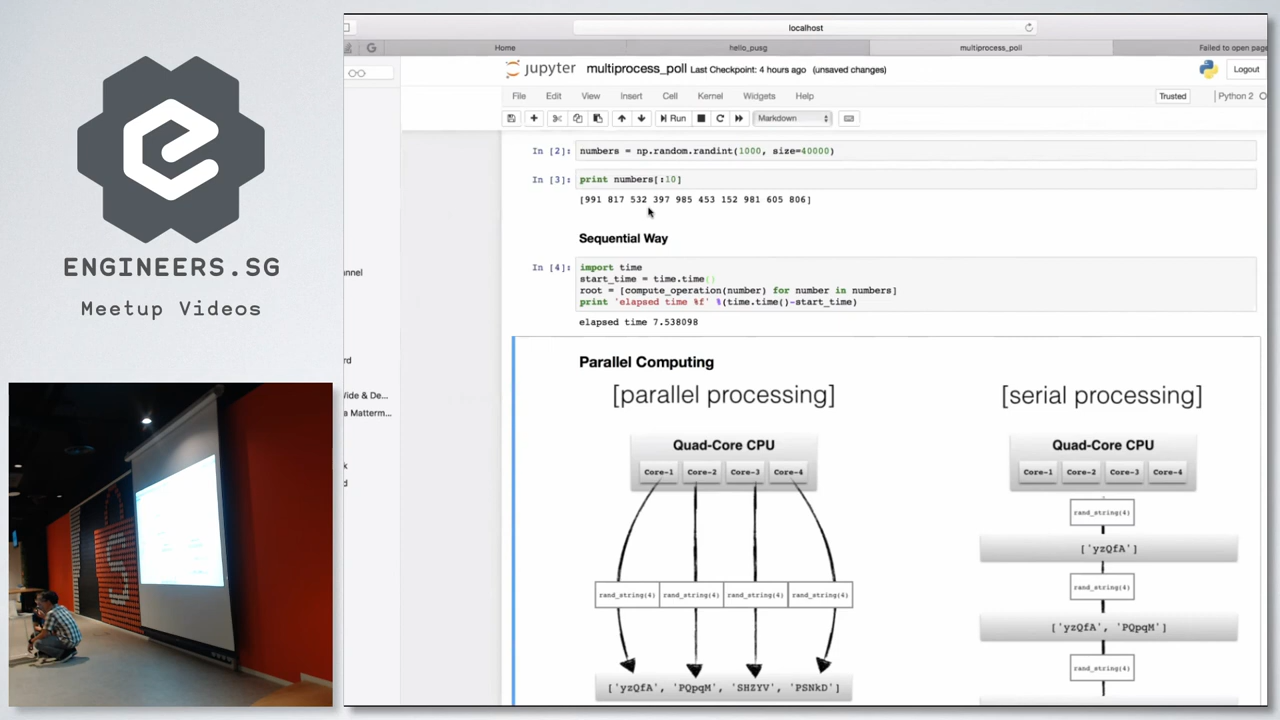 ENGINEERS.SG
Meetup Videos
localhost
Home
hello_pusg
multiprocess_poll
Failed to open page
jupyter multiprocess_poll Last Checkpoint: 4 hours ago (unsaved changes)
Logout
File Edit View Insert Cell Kernel Widgets Help
Trusted
Python 2
Run
Markdown
In [2]: numbers = np.random.randint(1000, size=40000)
In [3]: print numbers[:10]
[991 817 532 397 985 453 152 981 605 806]
Sequential Way
In [4]: import time
start_time = time.time()
root = [compute_operation(number) for number in numbers]
print 'elapsed time %f' %(time.time()-start_time)
elapsed time 7.538098
annel
rd
Vide & De...
a Matterm...
k
d
Parallel Computing
[parallel processing]
Quad-Core CPU
Core-1 Core-2 Core-3 Core-4
rand_string(4) rand_string(4) rand_string(4) rand_string(4)
['yzQfA', 'PQpqM', 'SHZYV', 'PSNkD']
[serial processing]
Quad-Core CPU
Core-1 Core-2 Core-3 Core-4
rand_string(4)
['yzQfA']
rand_string(4)
['yzQfA', 'PQpqM']
rand_string(4)